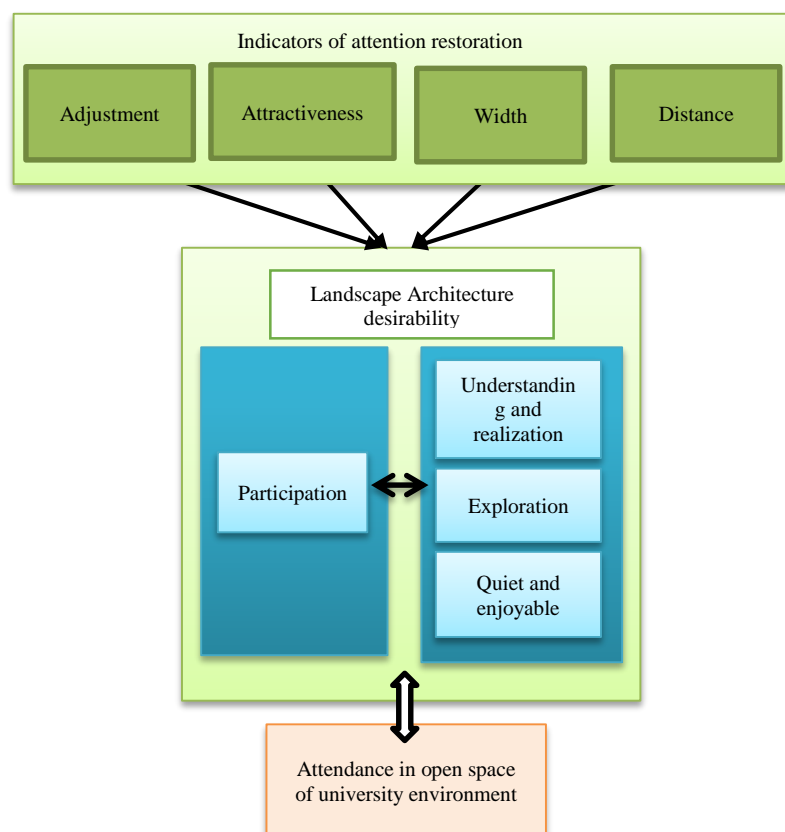 Indicators of attention restoration
Adjustment
Attractiveness
Width
Distance
Landscape Architecture
desirability
Participation
Understandin
g and
realization
Exploration
Quiet and
enjoyable
Attendance in open space
of university environment